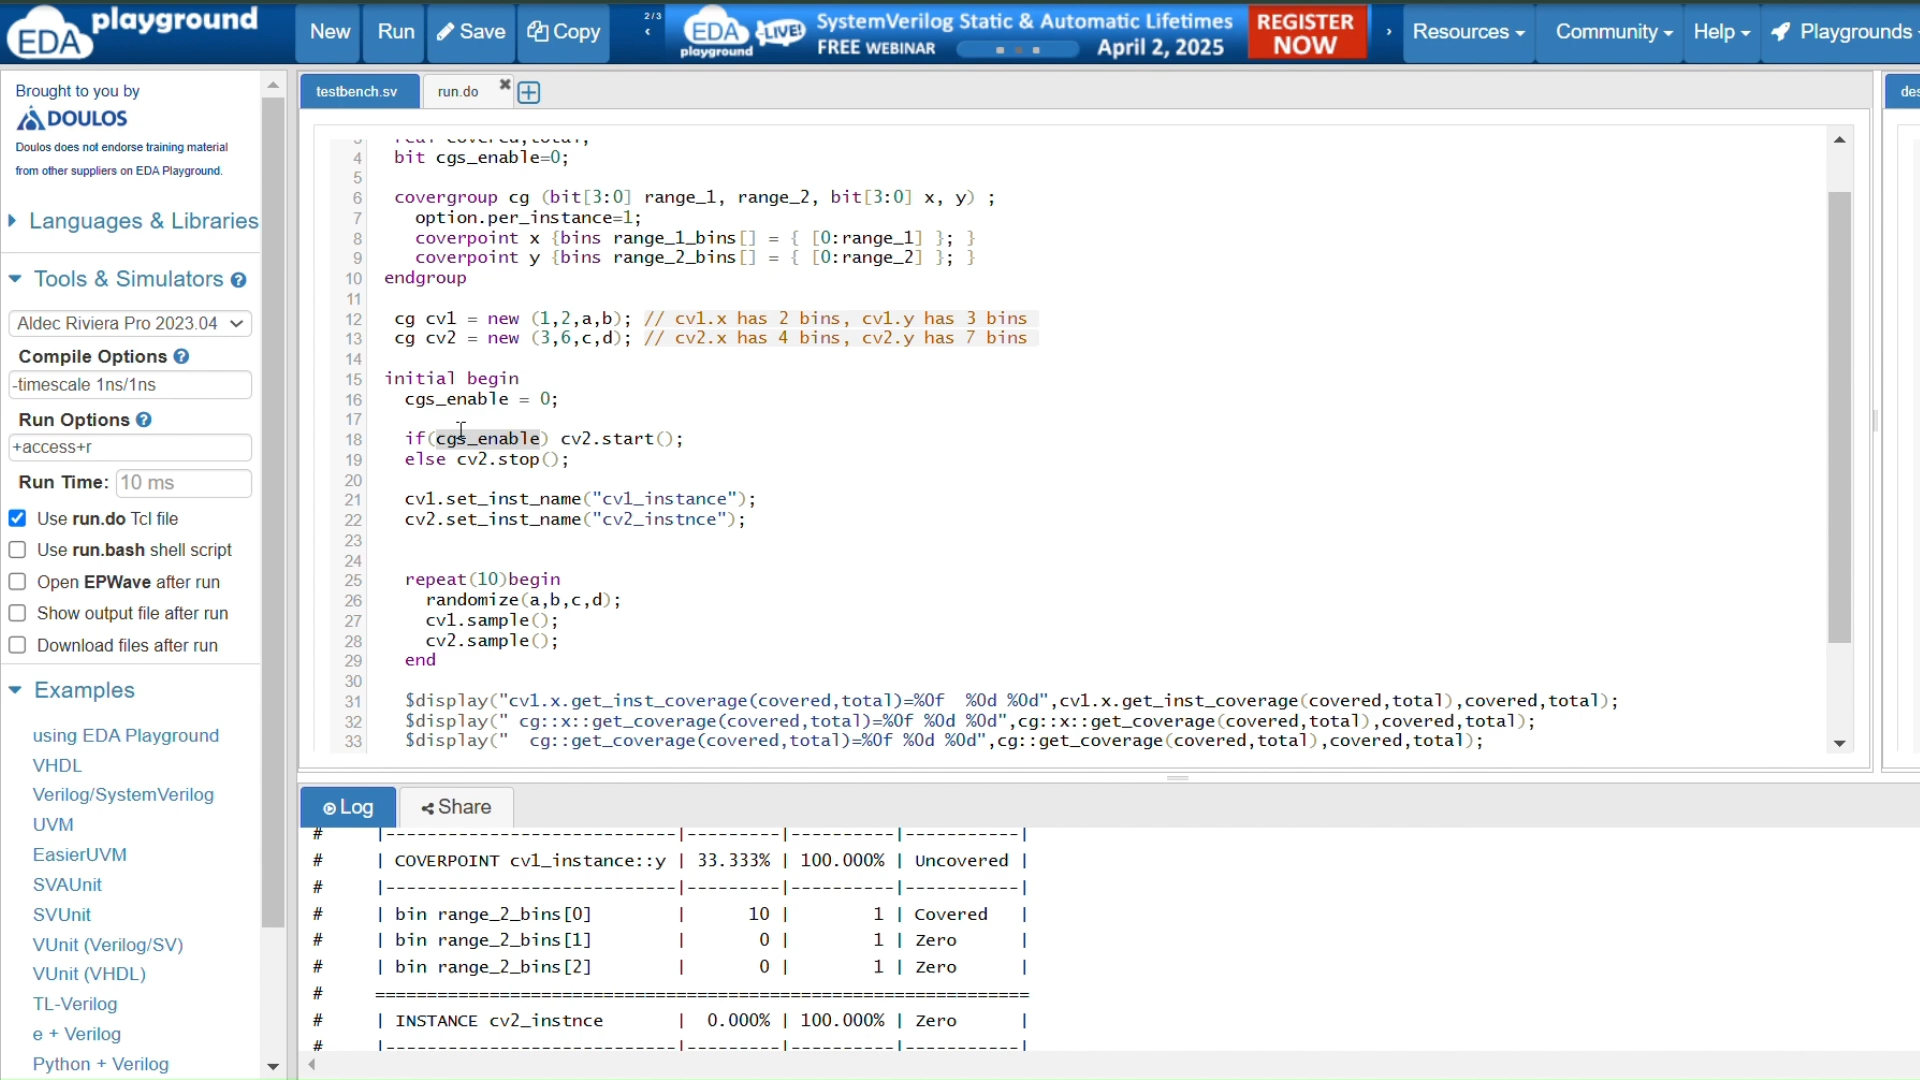 EDA playground
New
Run
Save
Copy
2/3
EDA playground LIVE!
SystemVerilog Static & Automatic Lifetimes
FREE WEBINAR
April 2, 2025
REGISTER NOW
Resources
Community
Help
Playgrounds
Brought to you by
DOULOS
Doulos does not endorse training material
from other suppliers on EDA Playground.
Languages & Libraries
Tools & Simulators
Aldec Riviera Pro 2023.04
Compile Options
-timescale 1ns/1ns
Run Options
+access+r
Run Time: 10 ms
Use run.do Tcl file
Use run.bash shell script
Open EPWave after run
Show output file after run
Download files after run
Examples
using EDA Playground
VHDL
Verilog/SystemVerilog
UVM
EasierUVM
SVAUnit
SVUnit
VUnit (Verilog/SV)
VUnit (VHDL)
TL-Verilog
e + Verilog
Python + Verilog
testbench.sv
run.do
des
4 bit cgs_enable=0;
5
6 covergroup cg (bit[3:0] range_1, range_2, bit[3:0] x, y) ;
7 option.per_instance=1;
8 coverpoint x {bins range_1_bins[] = { [0:range_1] }; }
9 coverpoint y {bins range_2_bins[] = { [0:range_2] }; }
10 endgroup
11
12 cg cv1 = new (1,2,a,b); // cv1.x has 2 bins, cv1.y has 3 bins
13 cg cv2 = new (3,6,c,d); // cv2.x has 4 bins, cv2.y has 7 bins
14
15 initial begin
16 cgs_enable = 0;
17
18 if(cgs_enable) cv2.start();
19 else cv2.stop();
20
21 cv1.set_inst_name("cv1_instance");
22 cv2.set_inst_name("cv2_instnce");
23
24
25 repeat(10)begin
26 randomize(a,b,c,d);
27 cv1.sample();
28 cv2.sample();
29 end
30
31 $display("cv1.x.get_inst_coverage(covered,total)=%0f  %0d %0d",cv1.x.get_inst_coverage(covered,total),covered,total);
32 $display(" cg::x::get_coverage(covered,total)=%0f %0d %0d",cg::x::get_coverage(covered,total),covered,total);
33 $display("  cg::get_coverage(covered,total)=%0f %0d %0d",cg::get_coverage(covered,total),covered,total);
Log
Share
# |----------------------------|---------|----------|-----------|
# | COVERPOINT cv1_instance::y | 33.333% | 100.000% | Uncovered |
# |----------------------------|---------|----------|-----------|
# | bin range_2_bins[0] | 10 | 1 | Covered |
# | bin range_2_bins[1] | 0 | 1 | Zero |
# | bin range_2_bins[2] | 0 | 1 | Zero |
# ===============================================================
# | INSTANCE cv2_instnce | 0.000% | 100.000% | Zero |
# |----------------------------|---------|----------|-----------|